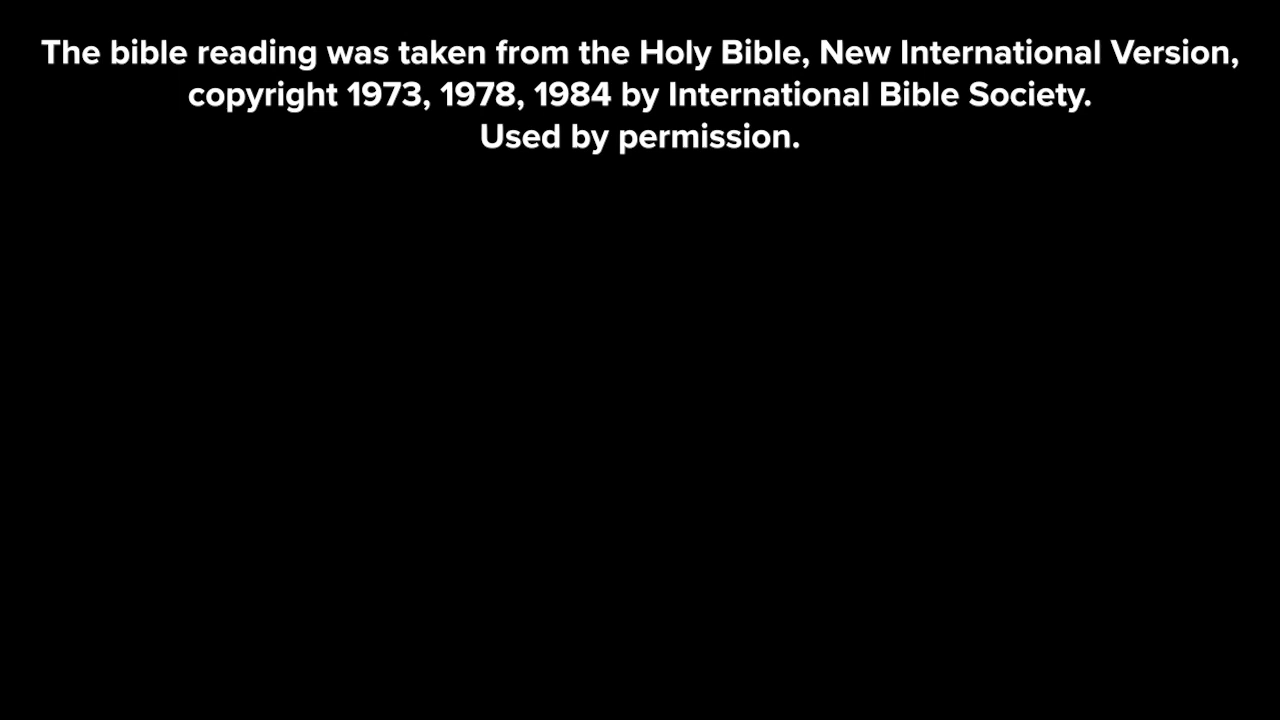 The bible reading was taken from the Holy Bible, New International Version,
copyright 1973, 1978, 1984 by International Bible Society.
Used by permission.